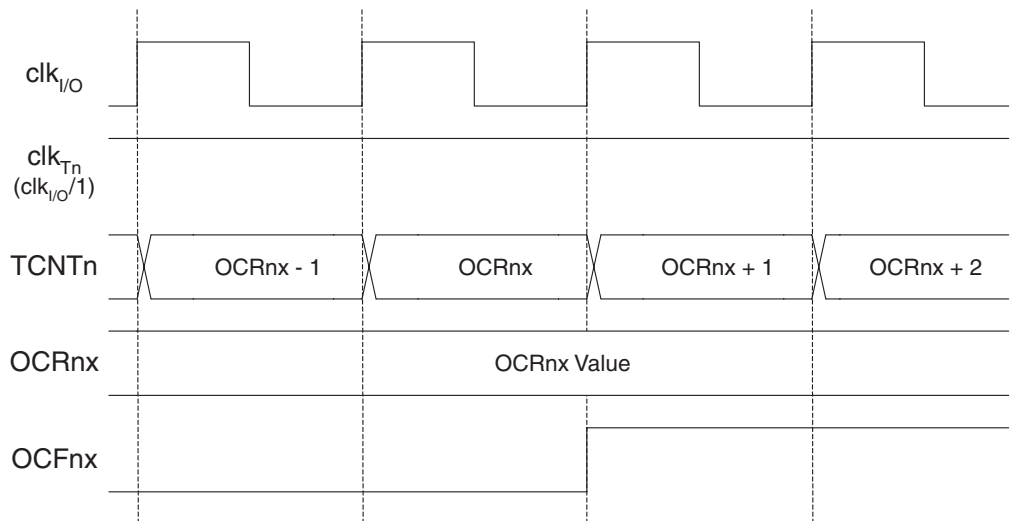 clkI/O
clkTn
(clkI/O/1)
TCNTn
OCRnx - 1
OCRnx
OCRnx + 1
OCRnx + 2
OCRnx
OCRnx Value
OCFnx